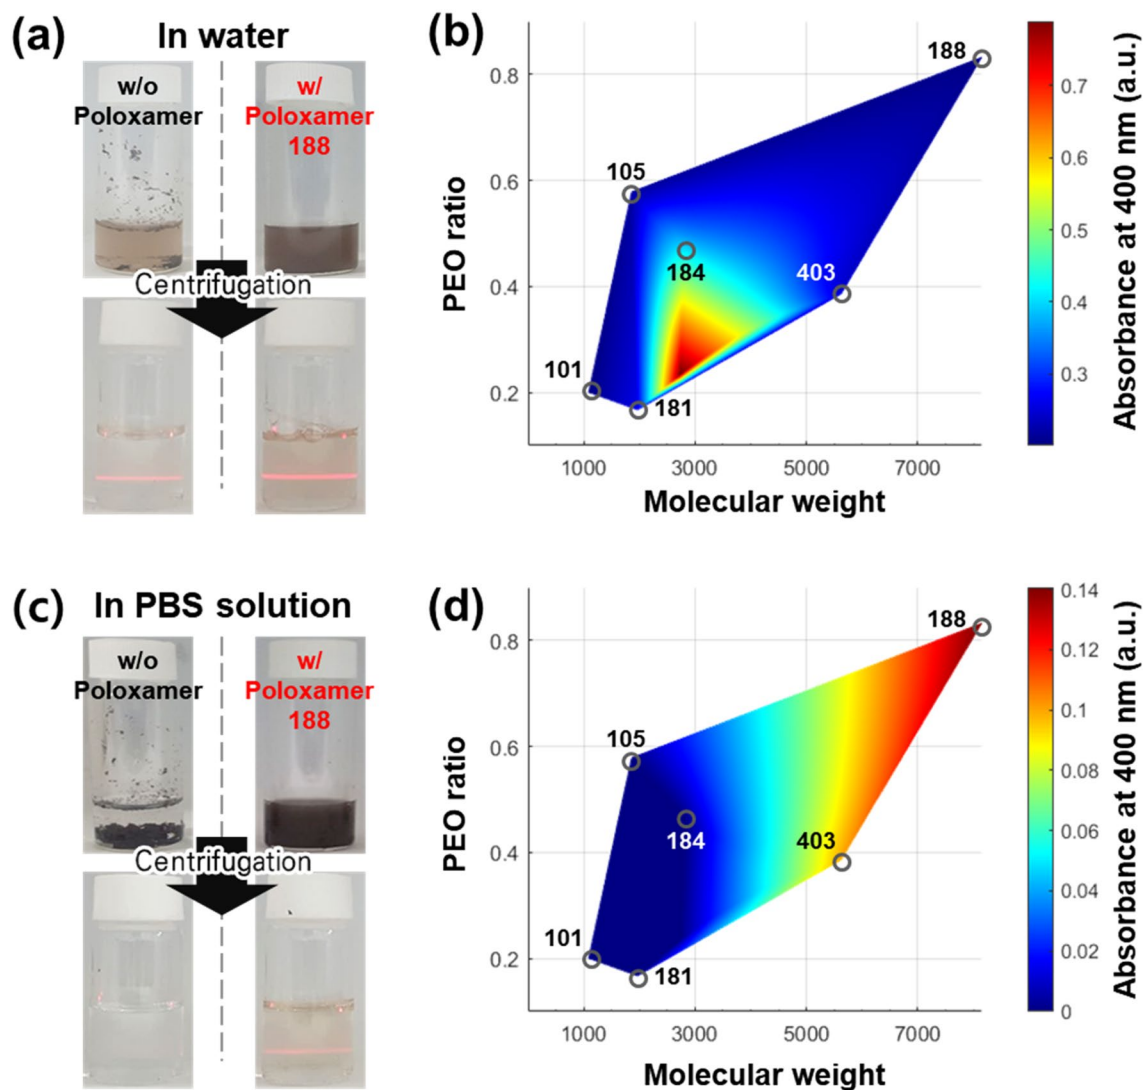 (a)
In water
w/o
Poloxamer
w/
Poloxamer
188
Centrifugation
(b)
PEO ratio
0.8
0.6
0.4
0.2
188
105
184
403
101
181
1000
3000
5000
7000
Molecular weight
0.7
0.6
0.5
0.4
0.3
Absorbance at 400 nm (a.u.)
(c)
In PBS solution
w/o
Poloxamer
w/
Poloxamer
188
Centrifugation
(d)
PEO ratio
0.8
0.6
0.4
0.2
188
105
184
403
101
181
1000
3000
5000
7000
Molecular weight
0.14
0.12
0.1
0.08
0.06
0.04
0.02
0
Absorbance at 400 nm (a.u.)